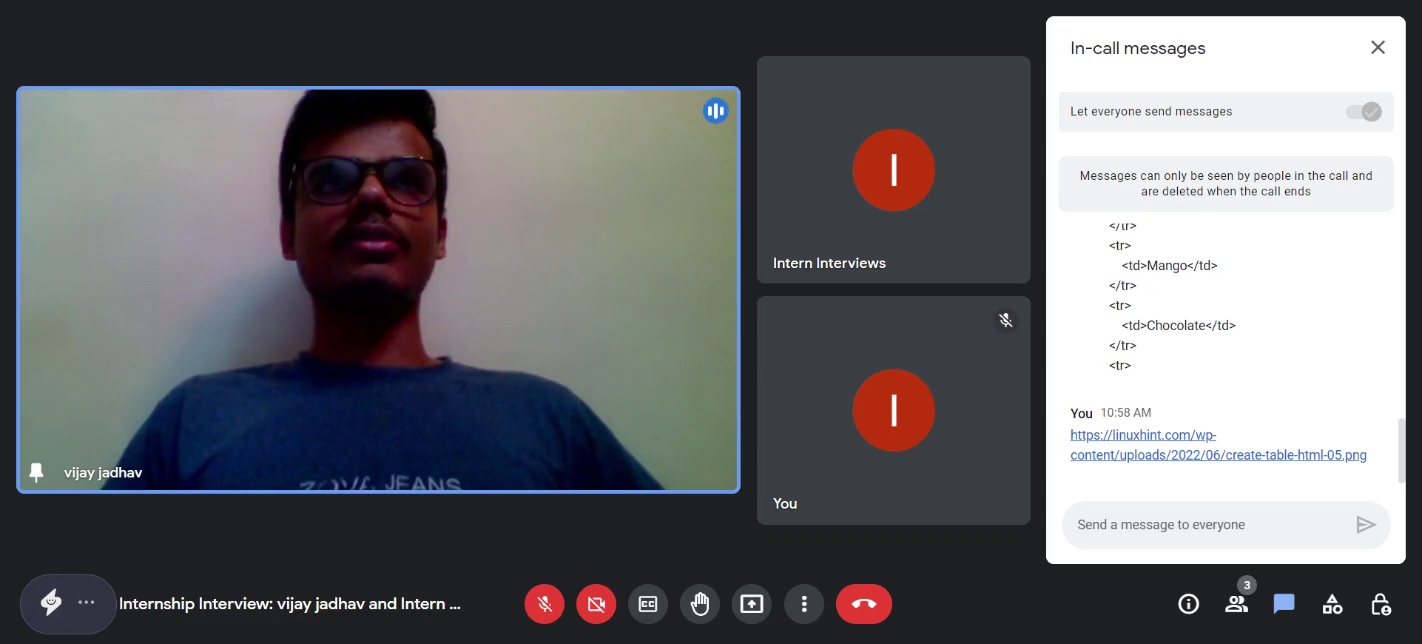 In-call messages
Let everyone send messages
Messages can only be seen by people in the call and
are deleted when the call ends
</tr>
<tr>
<td>Mango</td>
</tr>
<tr>
<td>Chocolate</td>
</tr>
<tr>
You 10:58 AM
https://linuxhint.com/wp-
content/uploads/2022/06/create-table-html-05.png
Send a message to everyone
JEANS
vijay jadhav
I
Intern Interviews
I
You
Internship Interview: vijay jadhav and Intern ...
CC
3